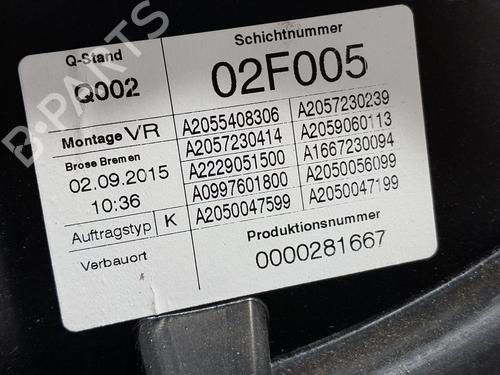 Q-Stand
Q002
Schichtnummer
02F005
Montage VR
Brose Bremen
02.09.2015
10:36
Auftragstyp K
Verbauort
A2055408306 A2057230239
A2057230414 A2059060113
A2229051500 A1667230094
A0997601800 A2050056099
A2050047599 A2050047199
Produktionsnummer
0000281667
B-PARTS